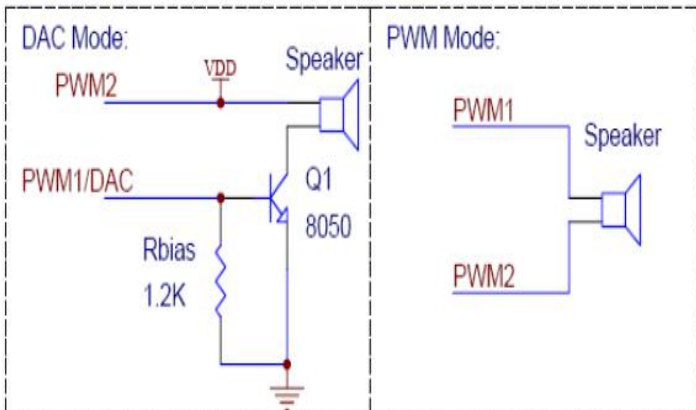 DAC Mode:
PWM2
VDD
Speaker
PWM1/DAC
Q1
8050
Rbias
1.2K
PWM Mode:
PWM1
Speaker
PWM2